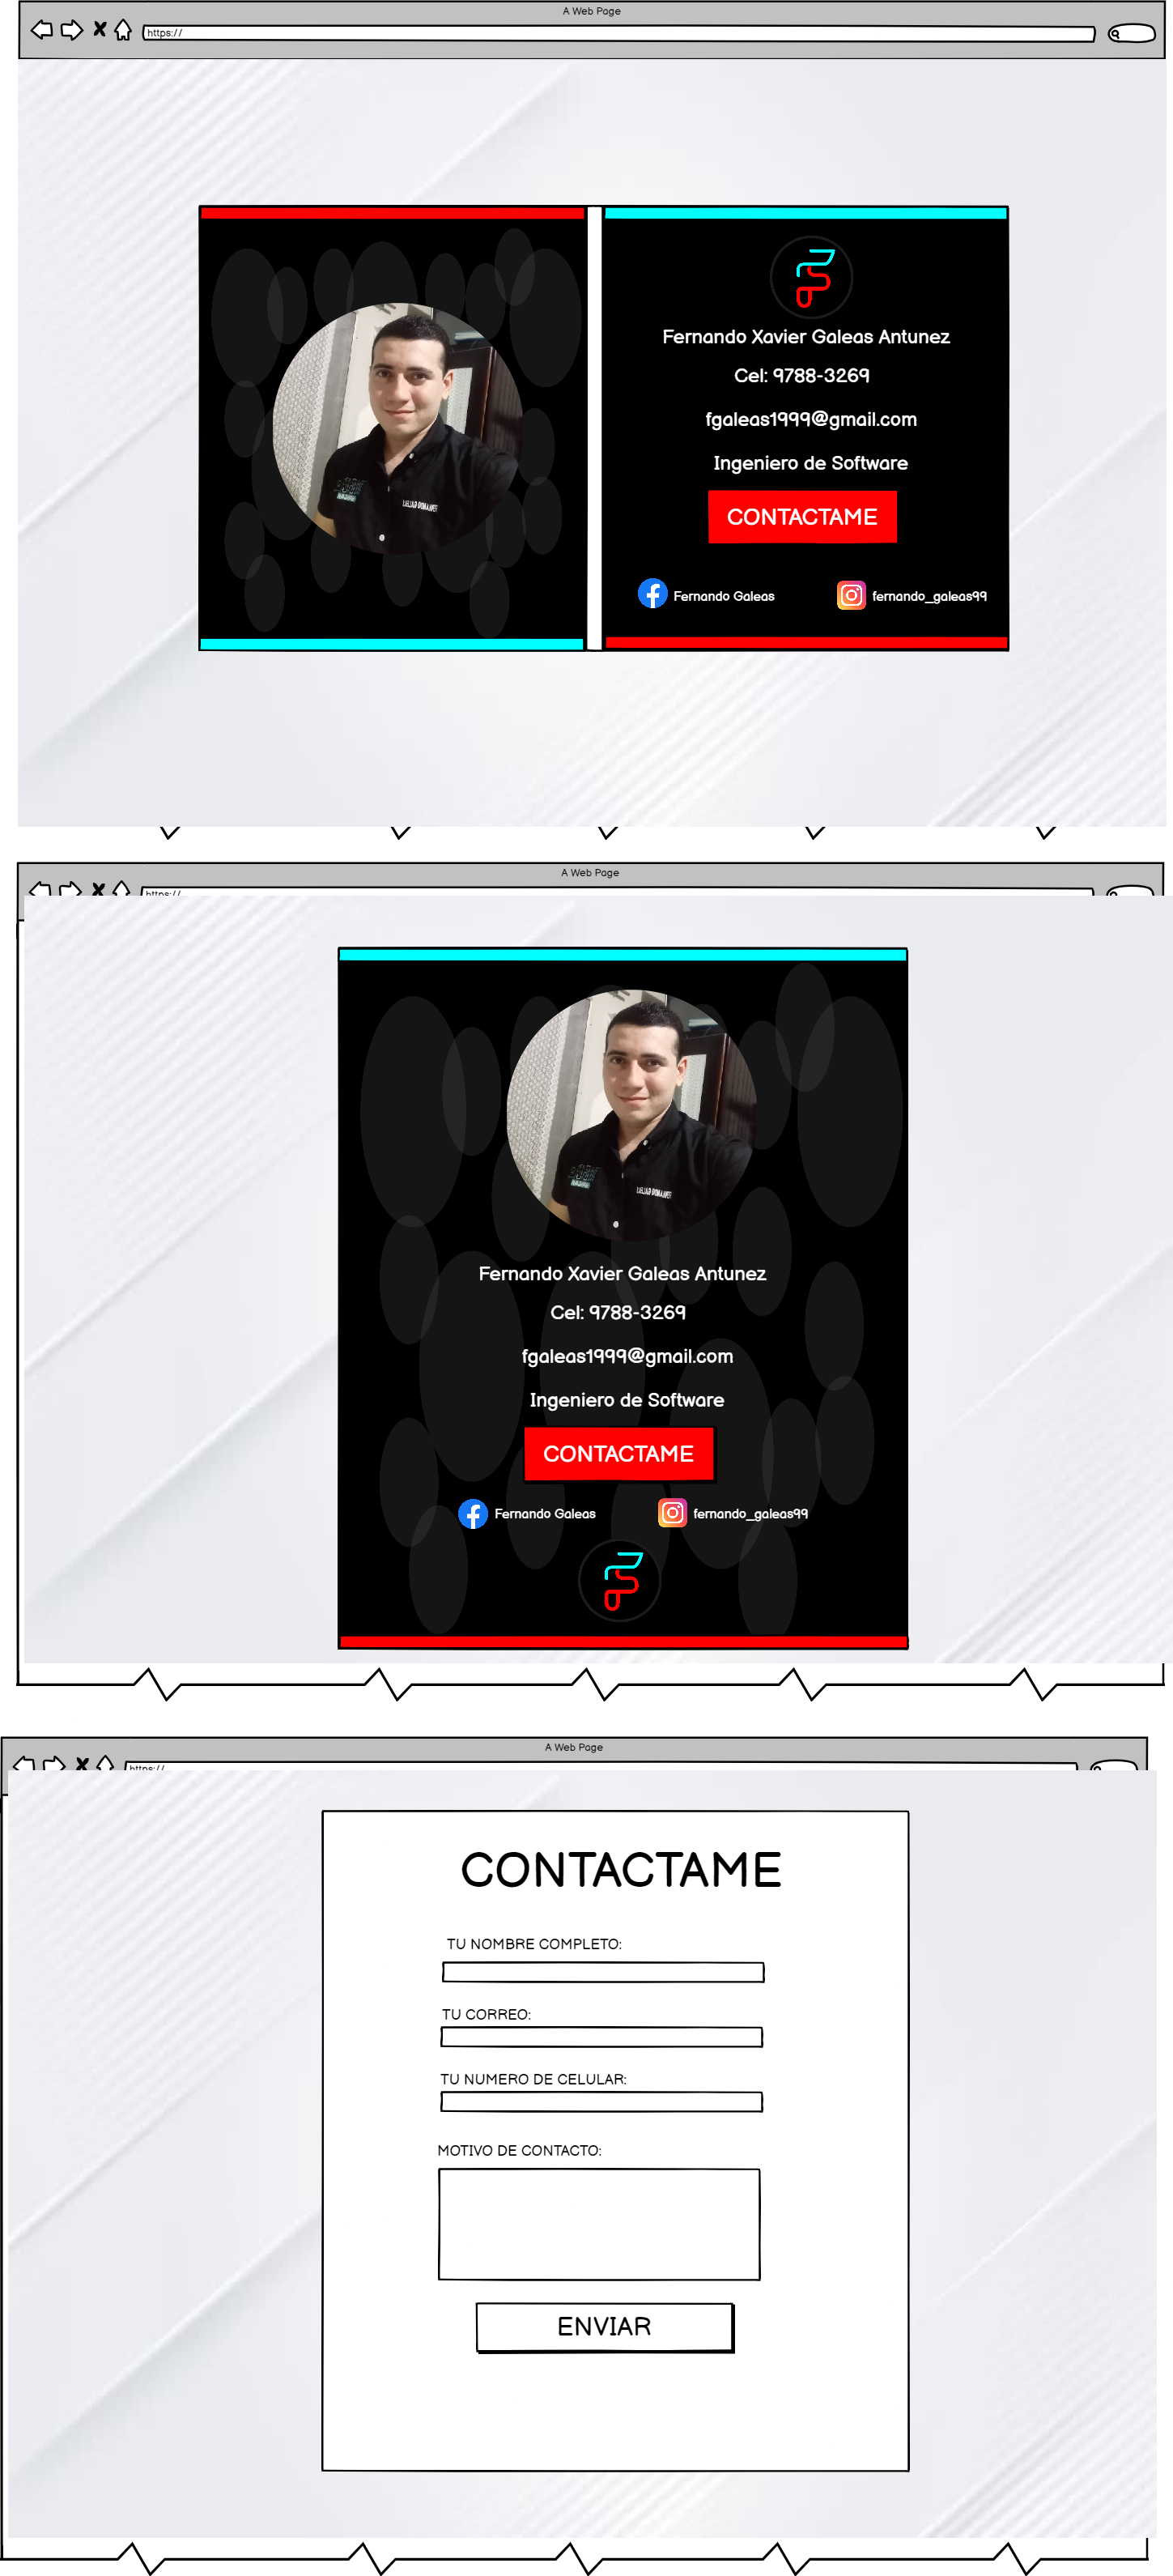 A Web Page
https://
Fernando Xavier Galeas Antunez
Cel: 9788-3269
fgaleas1999@gmail.com
Ingeniero de Software
CONTACTAME
Fernando Galeas
fernando_galeas99
A Web Page
https://
Fernando Xavier Galeas Antunez
Cel: 9788-3269
fgaleas1999@gmail.com
Ingeniero de Software
CONTACTAME
Fernando Galeas
fernando_galeas99
A Web Page
https://
CONTACTAME
TU NOMBRE COMPLETO:
TU CORREO:
TU NUMERO DE CELULAR:
MOTIVO DE CONTACTO:
ENVIAR